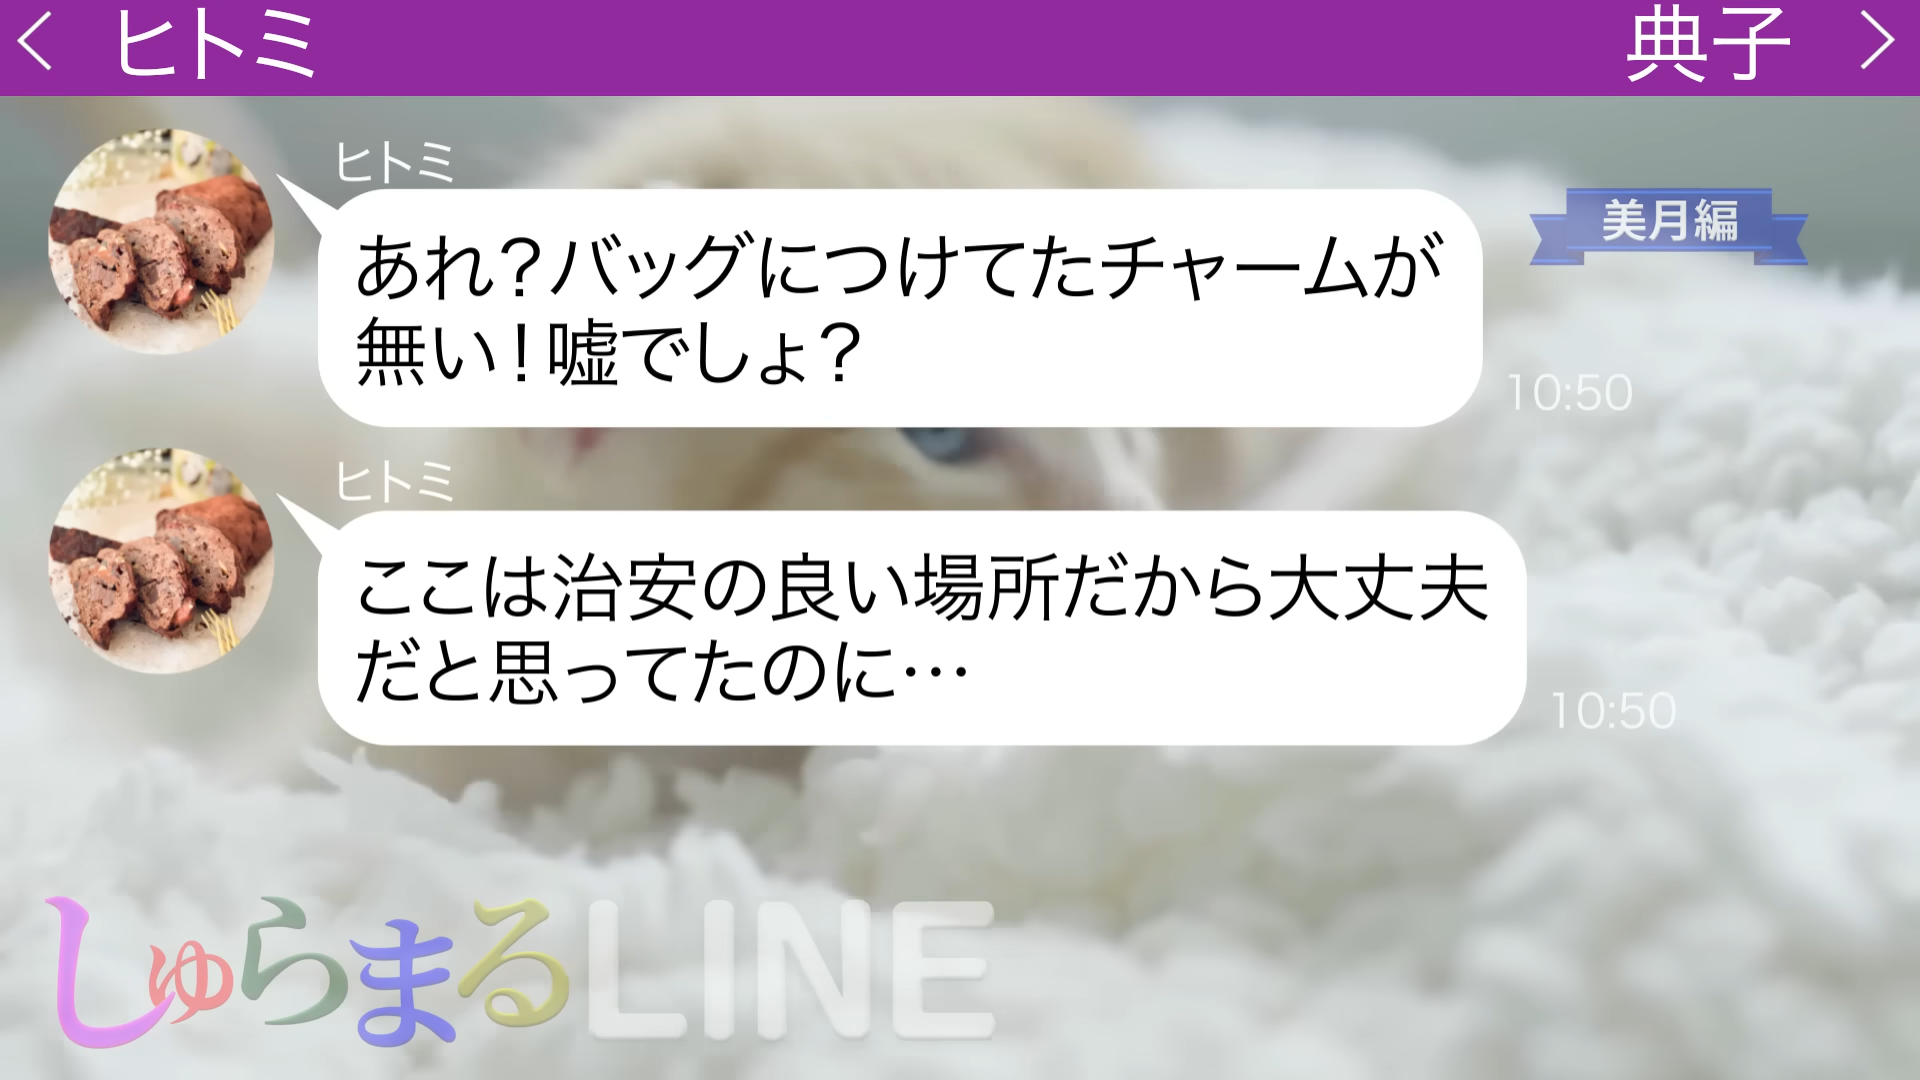 ヒトミ
典子
ヒトミ
あれ？バッグにつけてたチャームが
無い！嘘でしょ？
美月編
10:50
ヒトミ
ここは治安の良い場所だから大丈夫
だと思ってたのに…
10:50
しゅらまるLINE